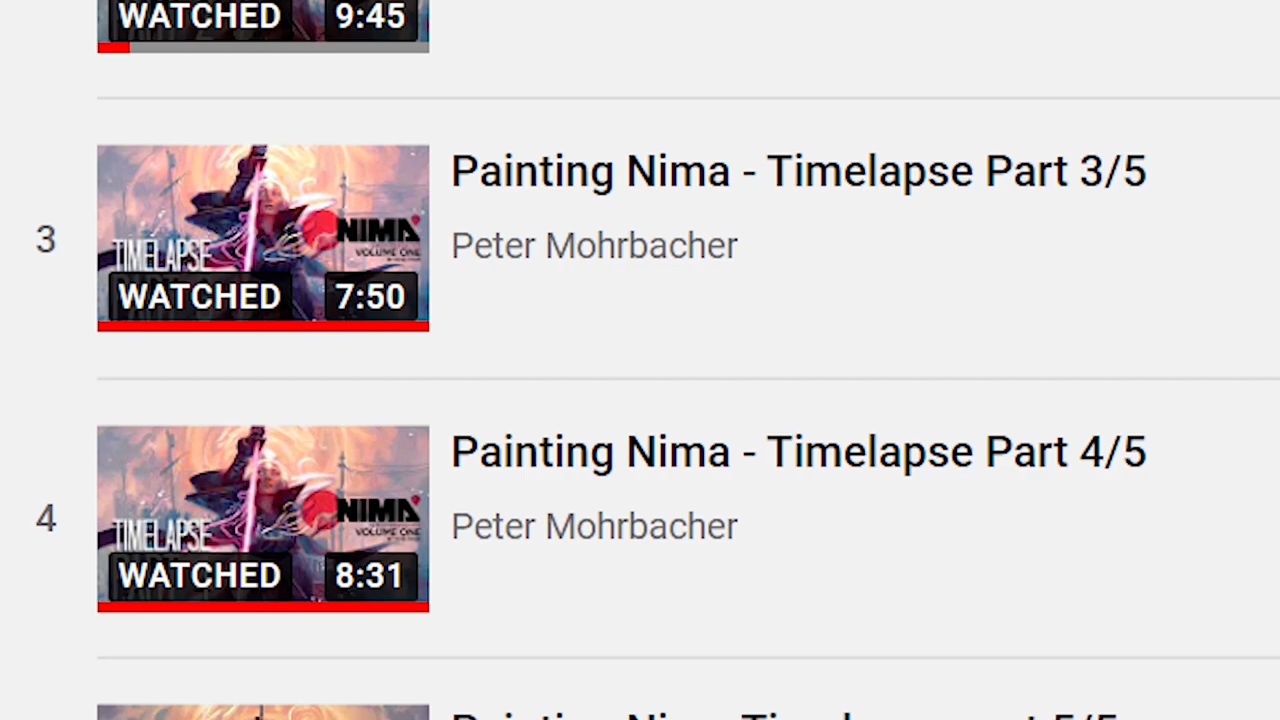 WATCHED 9:45
3
Painting Nima - Timelapse Part 3/5
Peter Mohrbacher
TIMELAPSE
NIMA
VOLUME ONE
WATCHED 7:50
4
Painting Nima - Timelapse Part 4/5
Peter Mohrbacher
TIMELAPSE
NIMA
VOLUME ONE
WATCHED 8:31